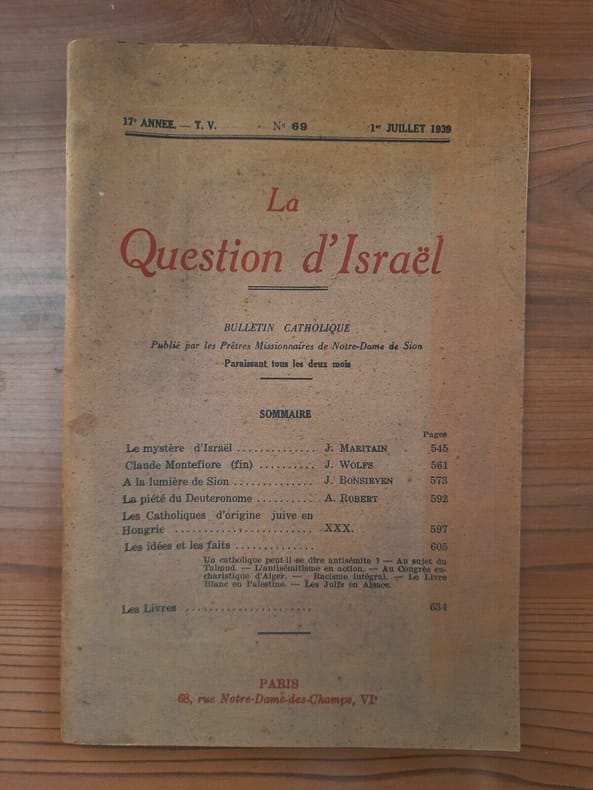 17e ANNEE. — T. V. No 69 1er JUILLET 1939
La
Question d'Israël
BULLETIN CATHOLIQUE
Publié par les Prêtres Missionnaires de Notre-Dame de Sion
Paraissant tous les deux mois
SOMMAIRE
Pages
Le mystère d'Israël .............. J. MARITAIN 545
Claude Montefiore (fin) .......... J. WOLFS 561
A la lumière de Sion .............. J. BONSIRVEN 573
La piété du Deuteronome .......... A. ROBERT 592
Les Catholiques d'origine juive en
Hongrie ........................ XXX. 597
Les idées et les faits .............. 605
Un catholique peut-il se dire antisémite ? — Au sujet du
Talmud. — L'antisémitisme en action. — Au Congrès eu-
charistique d'Alger. — Racisme intégral. — Le Livre
Blanc en Palestine. — Les Juifs en Alsace.
Les Livres ...................... 634
PARIS
68, rue Notre-Dame-des-Champs, VIe